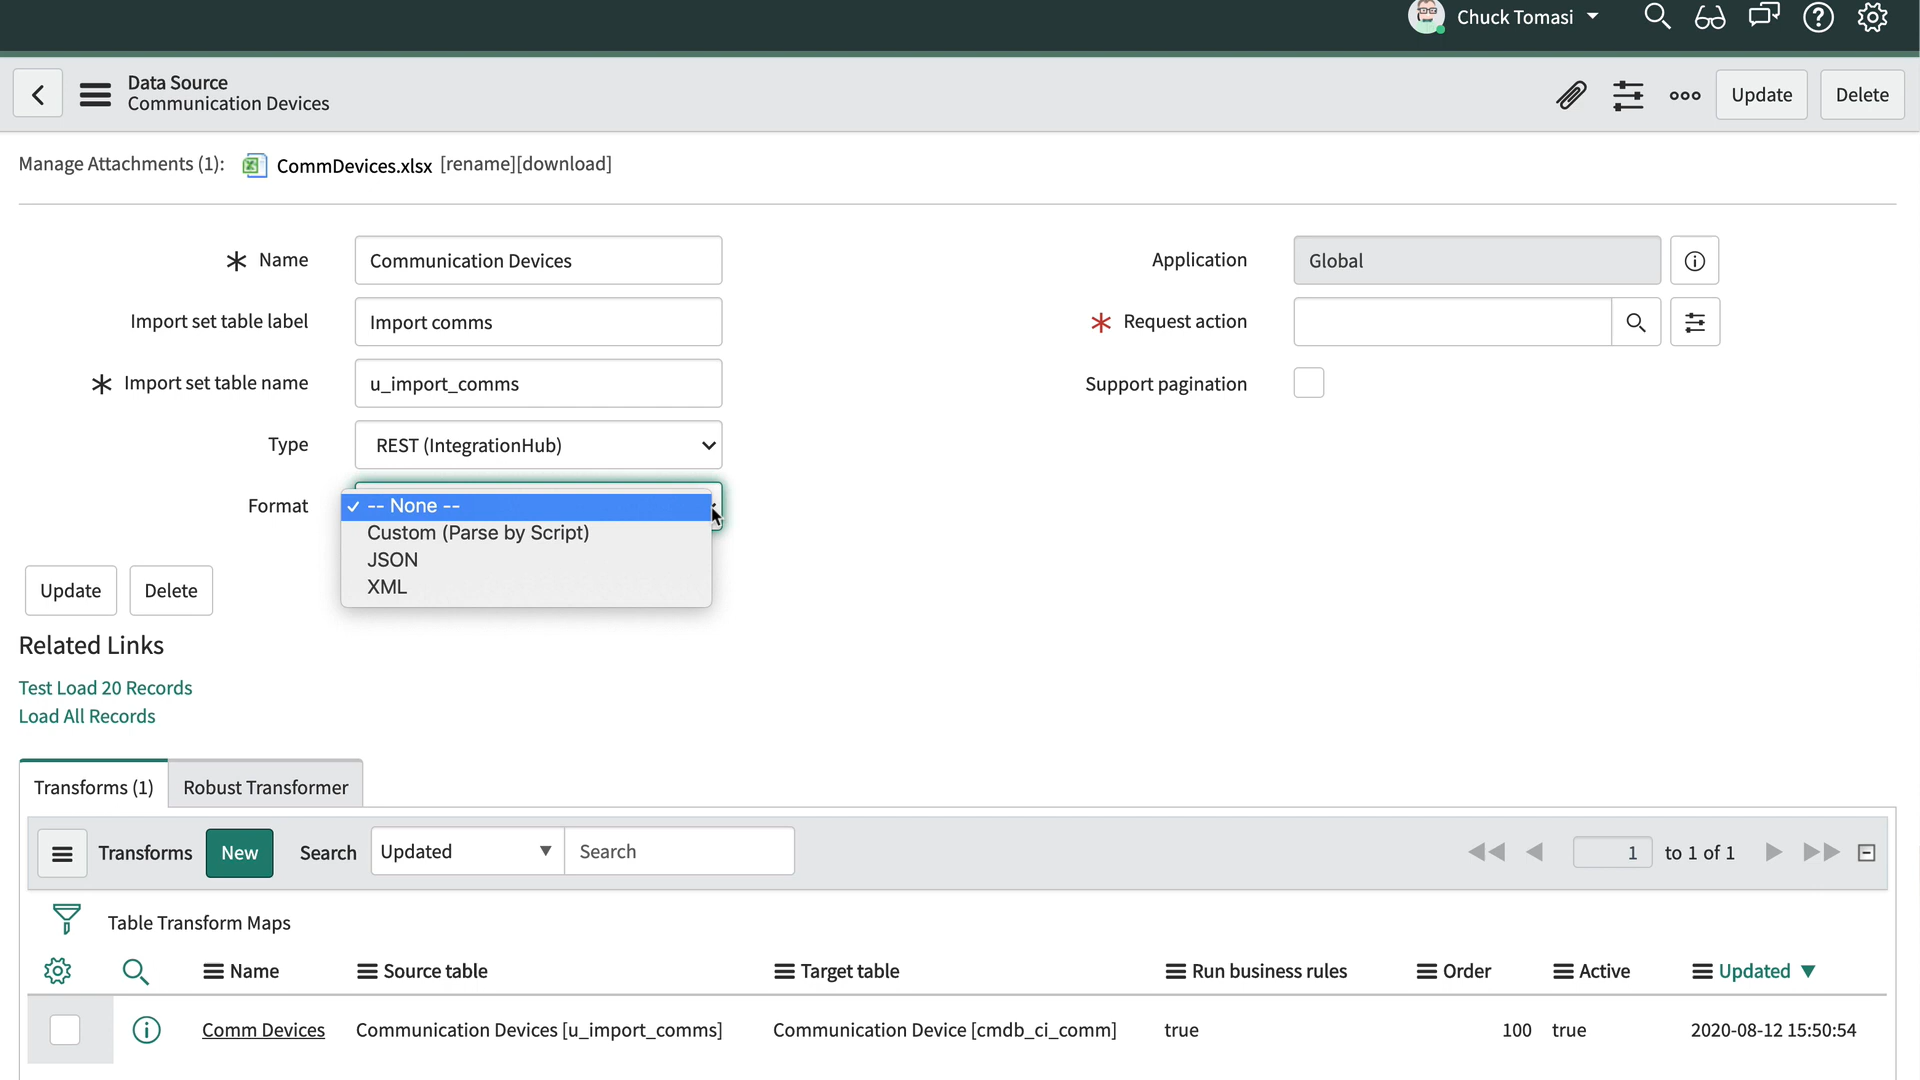 Chuck Tomasi
Data Source
Communication Devices
Update
Delete
Manage Attachments (1): CommDevices.xlsx [rename][download]
Name
Communication Devices
Application
Global
Import set table label
Import comms
Request action
Import set table name
u_import_comms
Support pagination
Type
REST (IntegrationHub)
Format
-- None --
Custom (Parse by Script)
JSON
XML
Update
Delete
Related Links
Test Load 20 Records
Load All Records
Transforms (1)
Robust Transformer
Transforms
New
Search
Updated
Search
1 to 1 of 1
Table Transform Maps
Name
Source table
Target table
Run business rules
Order
Active
Updated
Comm Devices
Communication Devices [u_import_comms]
Communication Device [cmdb_ci_comm]
true
100
true
2020-08-12 15:50:54